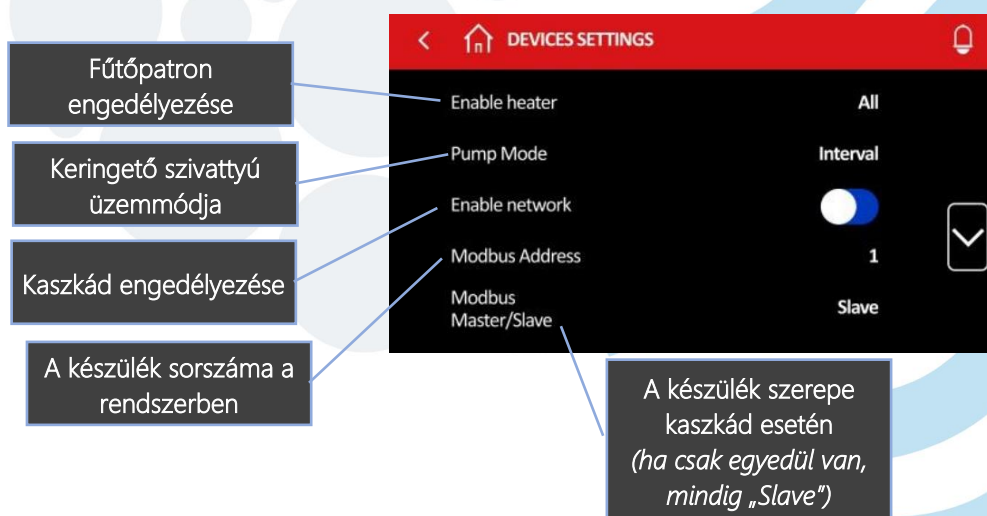 DEVICES SETTINGS
Fűtőpatron
engedélyezése
Enable heater All
Keringető szivattyú
üzemmódja
Pump Mode Interval
Kaszkád engedélyezése
Enable network
A készülék sorszáma a
rendszerben
Modbus Address 1
Modbus
Master/Slave Slave
A készülék szerepe
kaszkád esetén
(ha csak egyedül van,
mindig „Slave”)